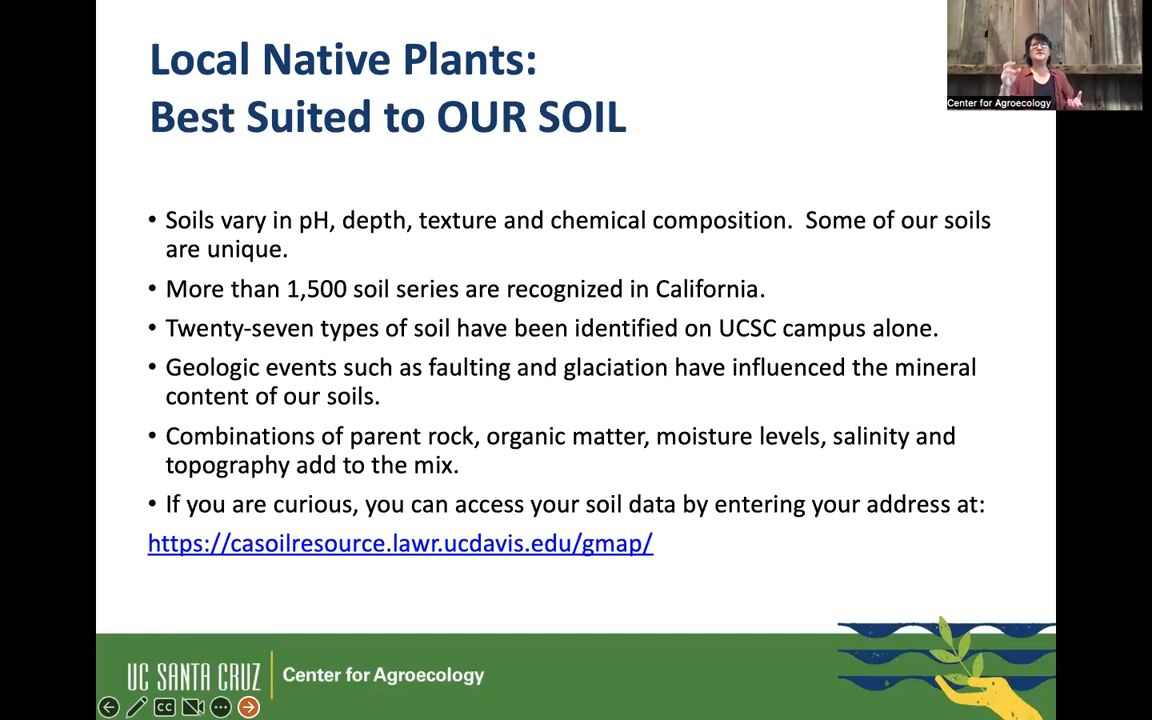 Local Native Plants:
Best Suited to OUR SOIL
Center for Agroecology
• Soils vary in pH, depth, texture and chemical composition.  Some of our soils
are unique.
• More than 1,500 soil series are recognized in California.
• Twenty-seven types of soil have been identified on UCSC campus alone.
• Geologic events such as faulting and glaciation have influenced the mineral
content of our soils.
• Combinations of parent rock, organic matter, moisture levels, salinity and
topography add to the mix.
• If you are curious, you can access your soil data by entering your address at:
https://casoilresource.lawr.ucdavis.edu/gmap/
UC SANTA CRUZ
Center for Agroecology
CC